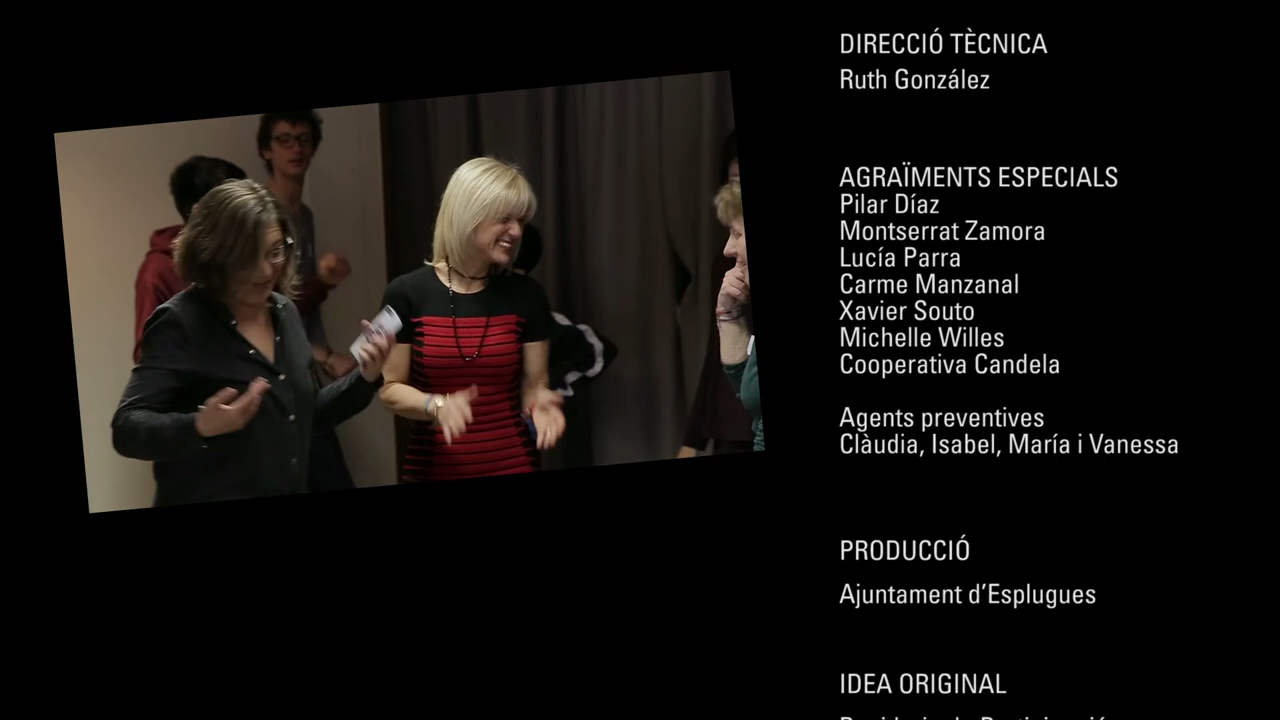 DIRECCIÓ TÈCNICA
Ruth González
AGRAÏMENTS ESPECIALS
Pilar Díaz
Montserrat Zamora
Lucía Parra
Carme Manzanal
Xavier Souto
Michelle Willes
Cooperativa Candela
Agents preventives
Clàudia, Isabel, María i Vanessa
PRODUCCIÓ
Ajuntament d’Esplugues
IDEA ORIGINAL